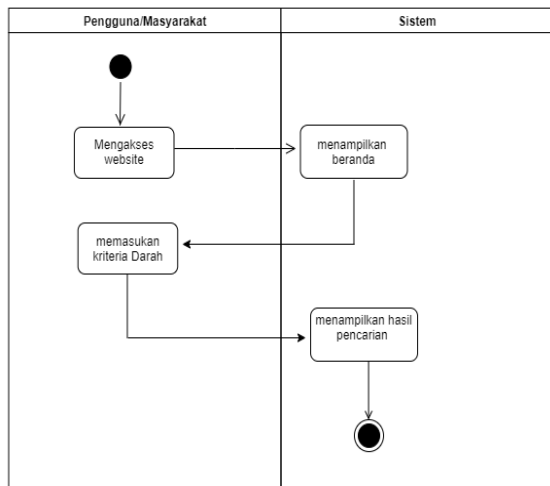 Pengguna/Masyarakat
Sistem
Mengakses
website
menampilkan
beranda
memasukan
kriteria Darah
menampilkan hasil
pencarian